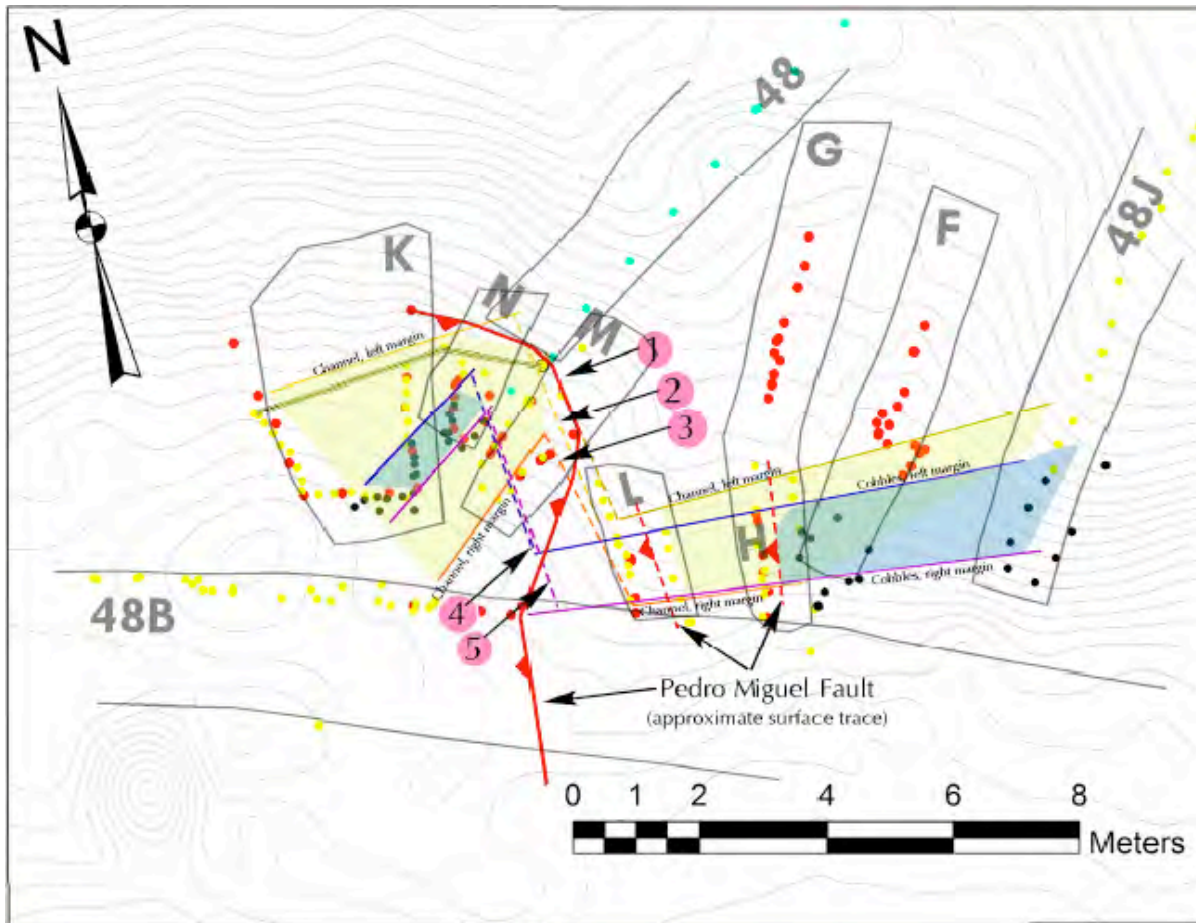 N
48
G
F
48J
K
N
M
1
Channel, left margin
2
3
L
Channel, left margin
Cobbles, left margin
Channel, right margin
H
4
Cobbles, right margin
Channel, right margin
48B
5
Pedro Miguel Fault
(approximate surface trace)
0 1 2 4 6 8
Meters